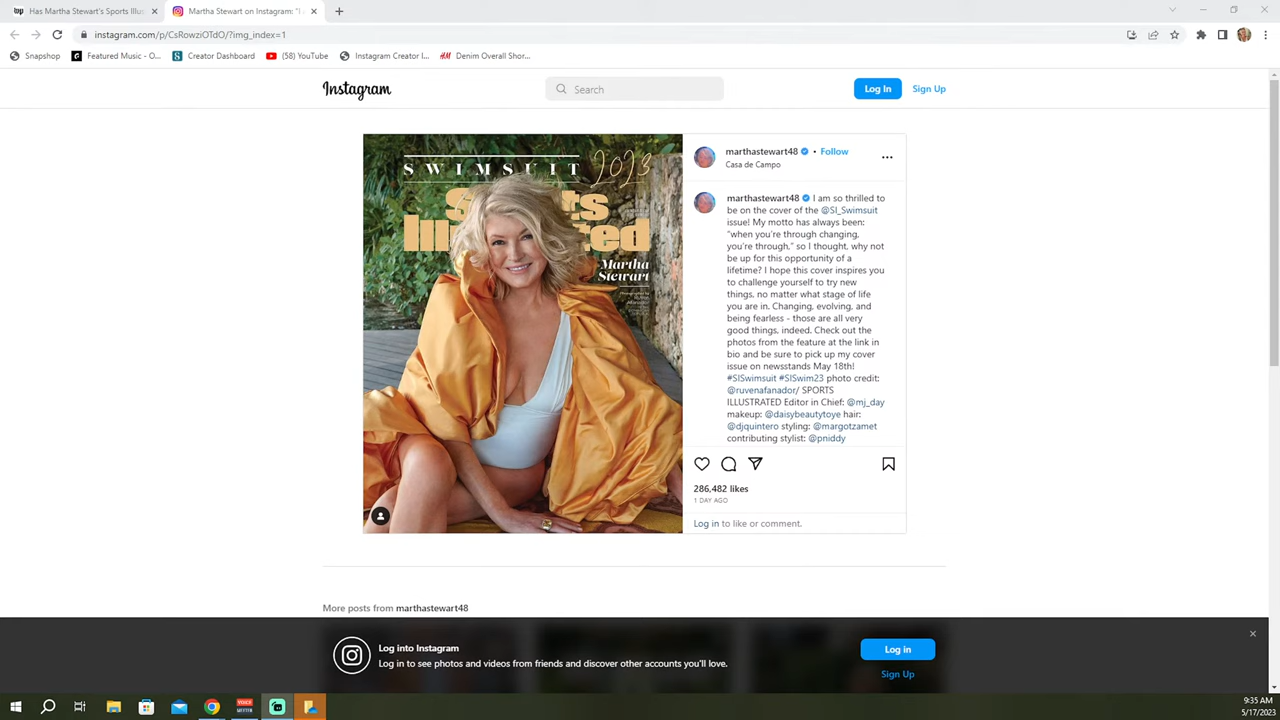 Has Martha Stewart's Sports Illus
Martha Stewart on Instagram: "I
instagram.com/p/CsRowziOTdO/?img_index=1
Snapshop
Featured Music - O...
Creator Dashboard
(58) YouTube
Instagram Creator I...
H&M
Denim Overall Shor...
Instagram
Search
Log In
Sign Up
SWIMSUIT 2023
Sports
Illustrated
Martha
Stewart
marthastewart48 • Follow
Casa de Campo
marthastewart48 I am so thrilled to
be on the cover of the @SI_Swimsuit
issue! My motto has always been:
"when you're through changing,
you're through," so I thought, why not
be up for this opportunity of a
lifetime? I hope this cover inspires you
to challenge yourself to try new
things, no matter what stage of life
you are in. Changing, evolving, and
being fearless - those are all very
good things, indeed. Check out the
photos from the feature at the link in
bio and be sure to pick up my cover
issue on newsstands May 18th!
#SISwimsuit #SISwim23 photo credit:
@ruvenafanador/ SPORTS
ILLUSTRATED Editor in Chief: @mj_day
makeup: @daisybeautytoye hair:
@djquintero styling: @margotzamet
contributing stylist: @pniddy
286,482 likes
1 DAY AGO
Log in to like or comment.
More posts from marthastewart48
Log into Instagram
Log in to see photos and videos from friends and discover other accounts you'll love.
Log in
Sign Up
9:35 AM
5/17/2023